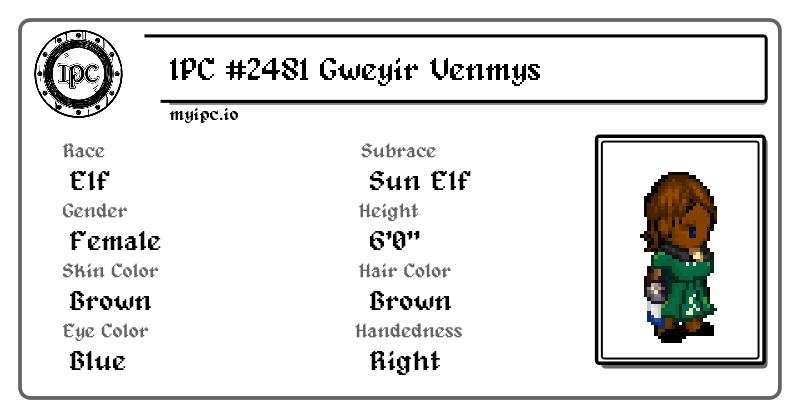 IPC
IPC #2481 Gweyir Venmys
myipc.io
Race
Elf
Subrace
Sun Elf
Gender
Female
Height
6'0"
Skin Color
Brown
Hair Color
Brown
Eye Color
Blue
Handedness
Right